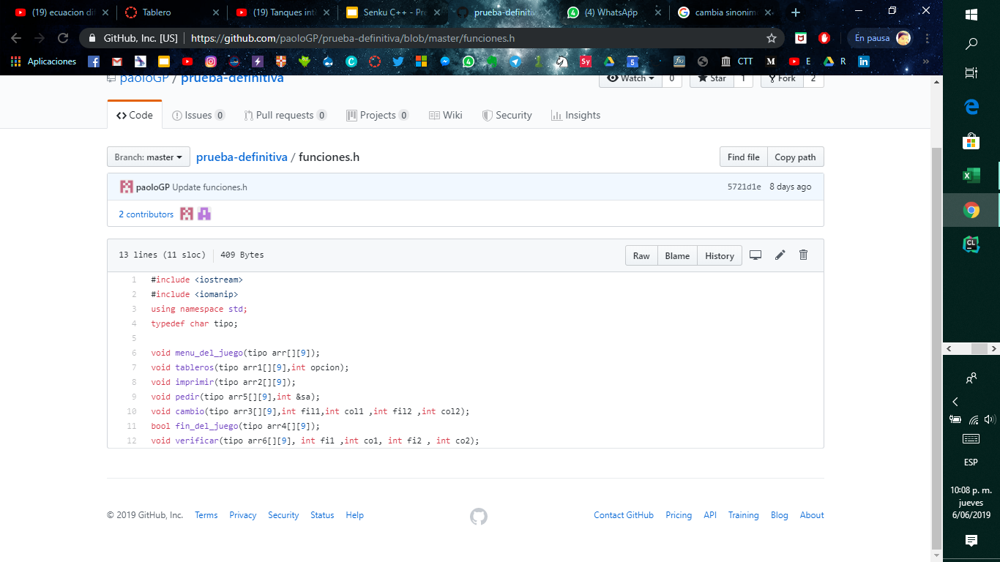 (19) ecuacion dif
Tablero
(19) Tanques int
Senku C++ - Pre
prueba-definitiv
(4) WhatsApp
cambia sinonimo
GitHub, Inc. [US] | https://github.com/paoloGP/prueba-definitiva/blob/master/funciones.h
En pausa
Aplicaciones
CTT
E
R
paoloGP / prueba-definitiva
Watch 0
Star 1
Fork 2
Code
Issues 0
Pull requests 0
Projects 0
Wiki
Security
Insights
Branch: master
prueba-definitiva / funciones.h
Find file
Copy path
paoloGP Update funciones.h
5721d1e 8 days ago
2 contributors
13 lines (11 sloc) | 409 Bytes
Raw
Blame
History
1 #include <iostream>
2 #include <iomanip>
3 using namespace std;
4 typedef char tipo;
5
6 void menu_del_juego(tipo arr[][9]);
7 void tableros(tipo arr1[][9],int opcion);
8 void imprimir(tipo arr2[][9]);
9 void pedir(tipo arr5[][9],int &sa);
10 void cambio(tipo arr3[][9],int fil1,int col1 ,int fil2 ,int col2);
11 bool fin_del_juego(tipo arr4[][9]);
12 void verificar(tipo arr6[][9], int fi1 ,int co1, int fi2 , int co2);
© 2019 GitHub, Inc.
Terms
Privacy
Security
Status
Help
Contact GitHub
Pricing
API
Training
Blog
About
ESP
10:08 p. m.
jueves
6/06/2019